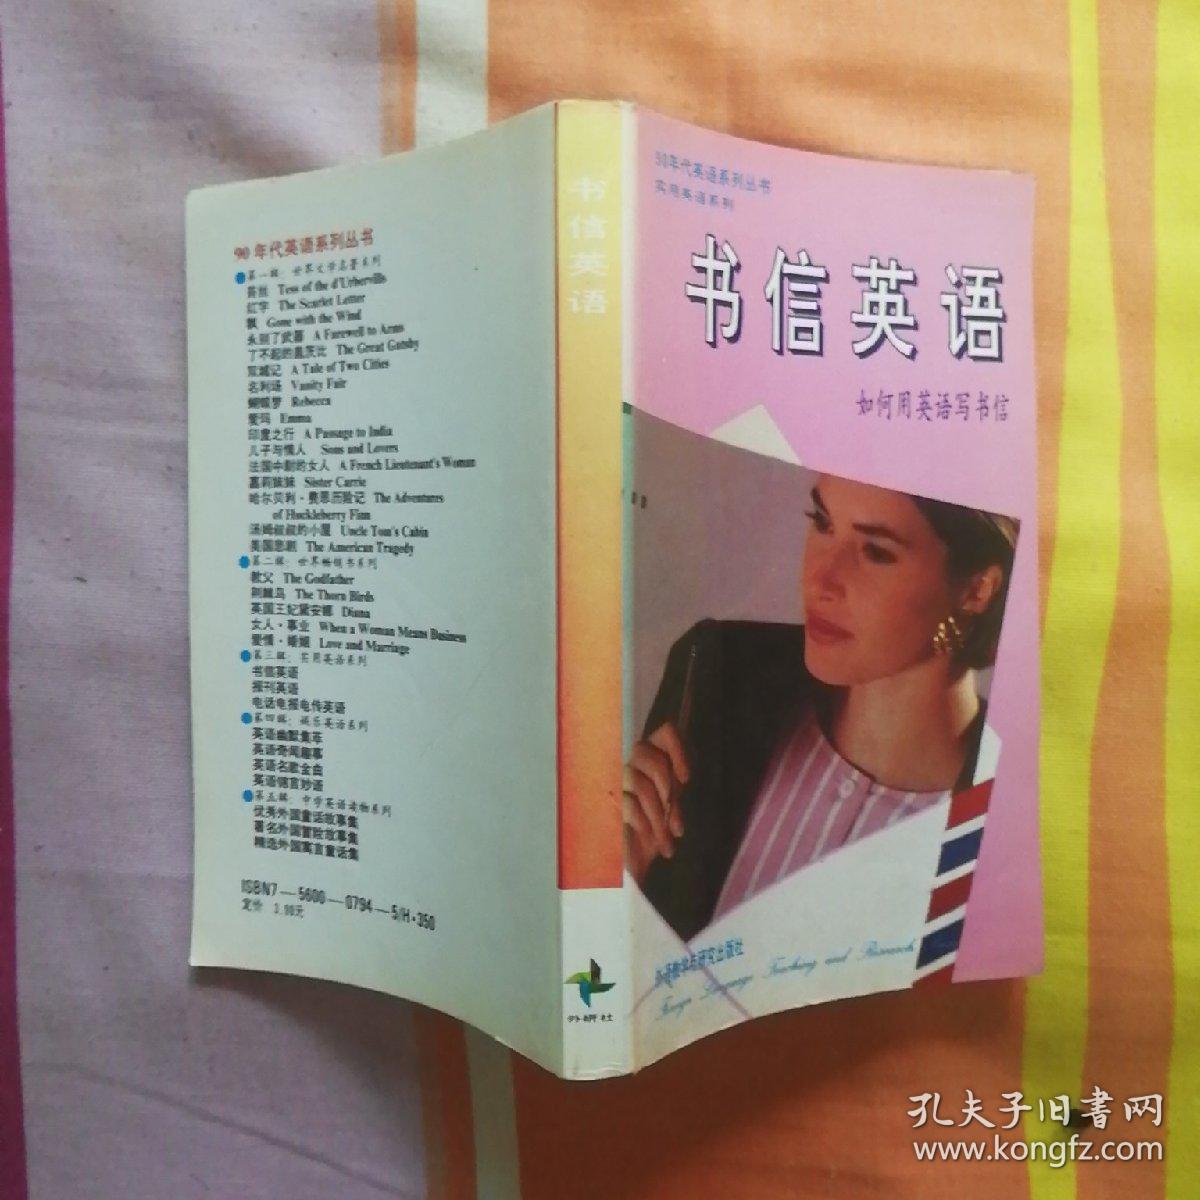 90年代英语系列丛书
第一辑：世界文学名著系列
苔丝 Tess of the d'Urbervills
红字 The Scarlet Letter
飘 Gone with the Wind
永别了武器 A Farewell to Arms
了不起的盖茨比 The Great Gatsby
双城记 A Tale of Two Cities
名利场 Vanity Fair
蝴蝶梦 Rebecca
爱玛 Emma
印度之行 A Passage to India
儿子与情人 Sons and Lovers
法国中尉的女人 A French Lieutenant's Woman
嘉莉妹妹 Sister Carrie
哈尔贝利·费恩历险记 The Adventures
of Huckleberry Finn
汤姆叔叔的小屋 Uncle Tom's Cabin
美国悲剧 The American Tragedy
第二辑：世界畅销书系列
教父 The Godfather
荆棘鸟 The Thorn Birds
英国王妃黛安娜 Diana
女人·事业 When a Woman Means Business
爱情·婚姻 Love and Marriage
第三辑：实用英语系列
书信英语
报刊英语
电话电报电传英语
第四辑：娱乐英语系列
英语幽默集萃
英语奇闻趣事
英语名歌金曲
英语锦言妙语
第五辑：中学英语读物系列
优秀外国童话故事集
著名外国冒险故事集
精选外国寓言童话集
ISBN7—5600—0794—5/H·350
定价 3.90元
书信英语
外研社
90年代英语系列丛书
实用英语系列
书信英语
如何用英语写书信
外语教学与研究出版社
Teaching and Research
孔夫子旧书网
www.kongfz.com